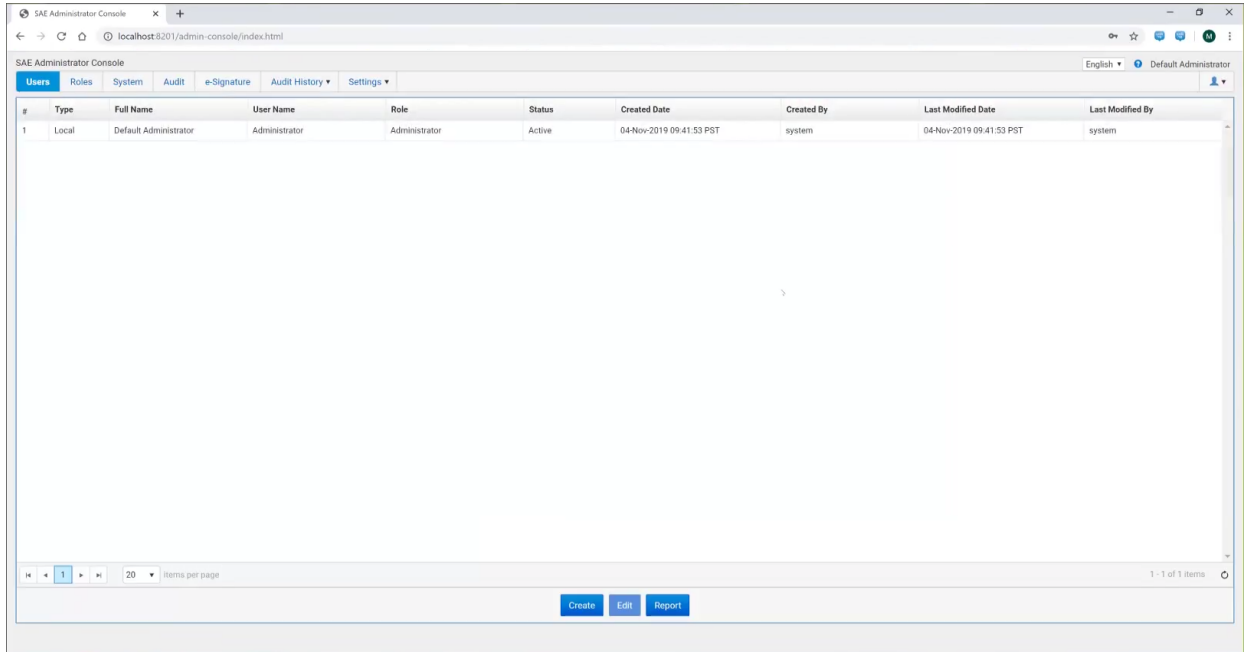 SAE Administrator Console
localhost:8201/admin-console/index.html
M
SAE Administrator Console
English Default Administrator
Users Roles System Audit e-Signature Audit History Settings
# Type Full Name User Name Role Status Created Date Created By Last Modified Date Last Modified By
1 Local Default Administrator Administrator Administrator Active 04-Nov-2019 09:41:53 PST system 04-Nov-2019 09:41:53 PST system
1 20 items per page 1 - 1 of 1 items
Create Edit Report